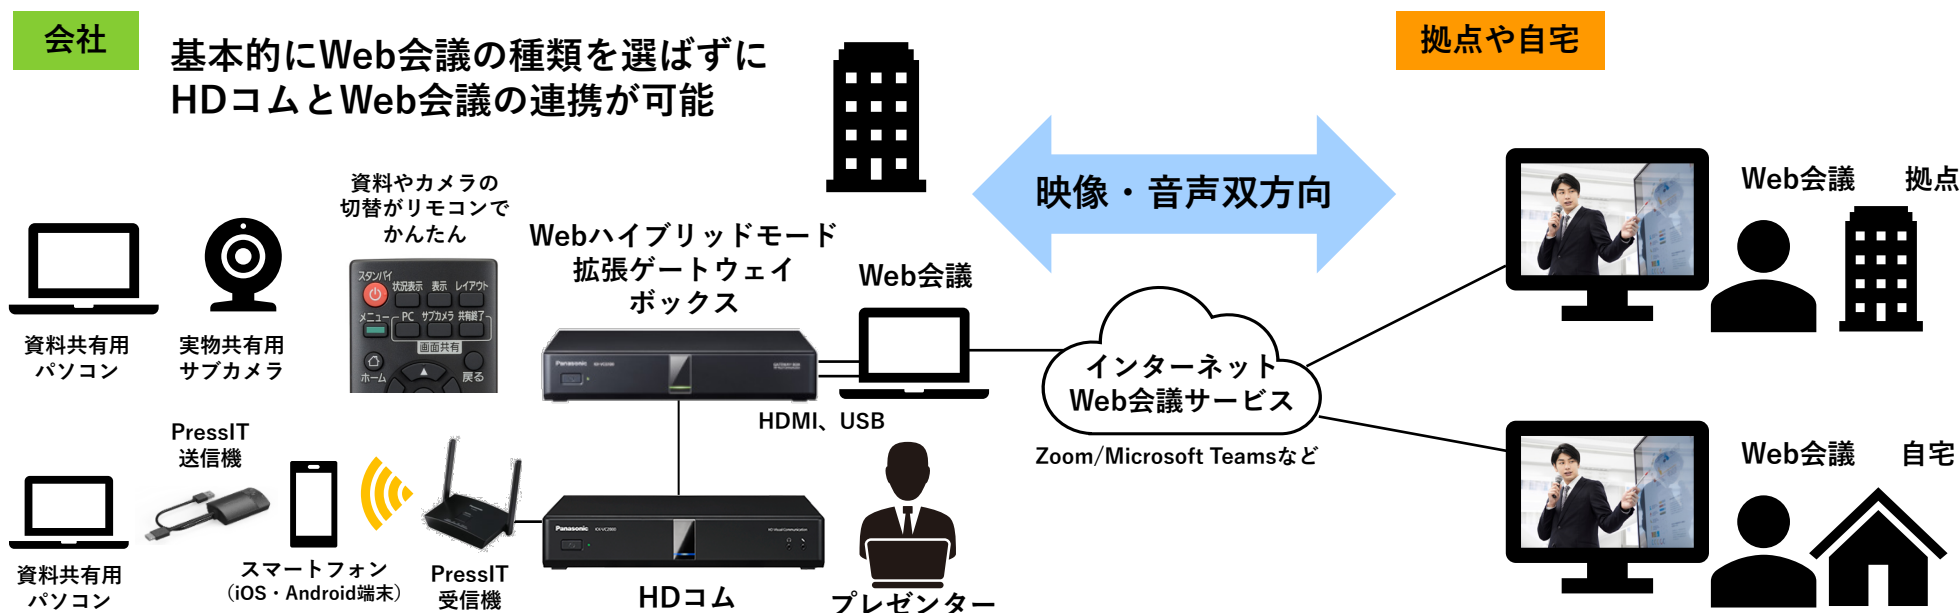 会社
基本的にWeb会議の種類を選ばずに
HDコムとWeb会議の連携が可能
拠点や自宅
映像・音声双方向
資料やカメラの
切替がリモコンで
かんたん
スタンバイ
状況表示 表示 レイアウト
メニュー PC サブカメラ 共有終了
画面共有
ホーム
戻る
資料共有用
パソコン
実物共有用
サブカメラ
Webハイブリッドモード
拡張ゲートウェイ
ボックス
Panasonic
Web会議
HDMI、USB
インターネット
Web会議サービス
Zoom/Microsoft Teamsなど
Web会議 拠点
Web会議 自宅
PressIT
送信機
資料共有用
パソコン
スマートフォン
（iOS・Android端末）
PressIT
受信機
Panasonic
HDコム
プレゼンター